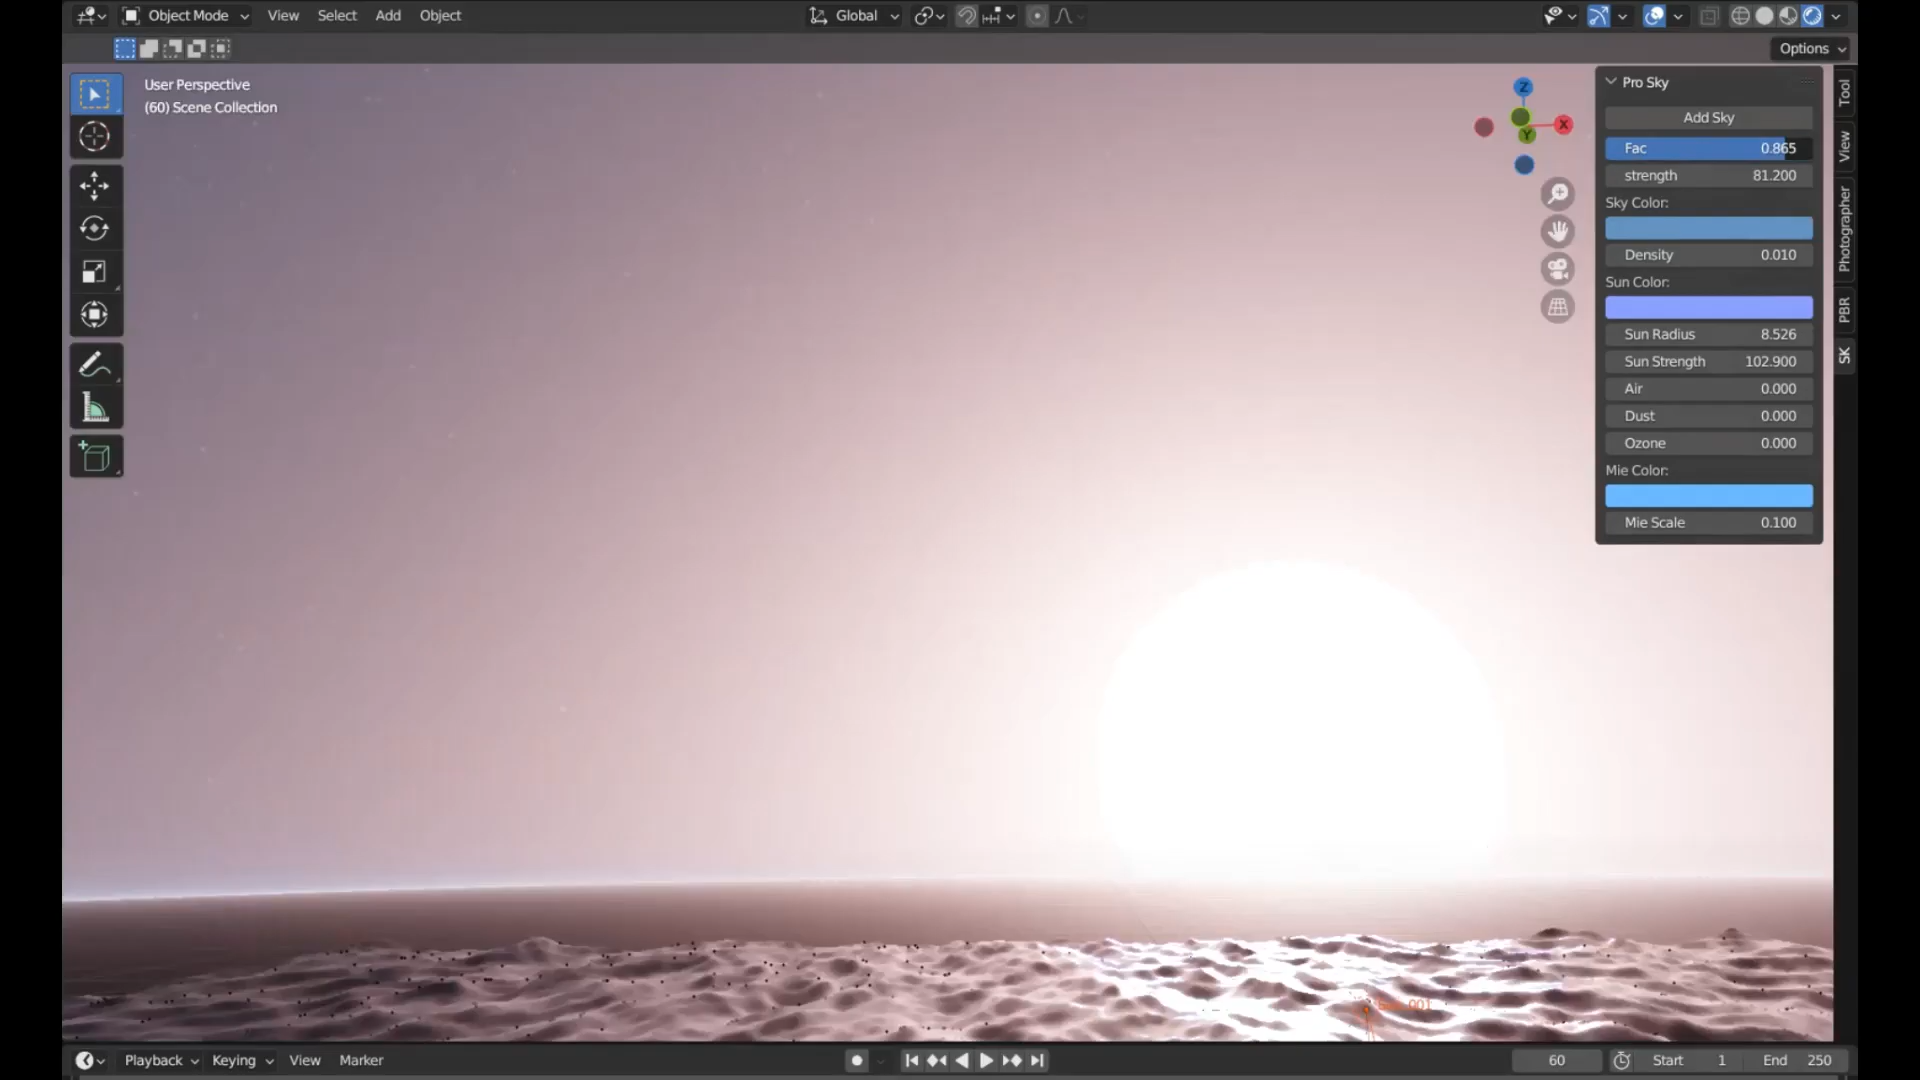 Object Mode View Select Add Object Global
Options
User Perspective
(60) Scene Collection
Z
X
Y
Pro Sky
Add Sky
Fac 0.865
strength 81.200
Sky Color:
Density 0.010
Sun Color:
Sun Radius 8.526
Sun Strength 102.900
Air 0.000
Dust 0.000
Ozone 0.000
Mie Color:
Mie Scale 0.100
Tool
View
Photographer
PBR
SK
Playback Keying View Marker 60 Start 1 End 250